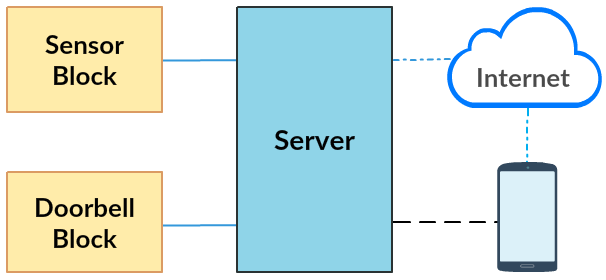 Sensor
Block
Server
Internet
Doorbell
Block